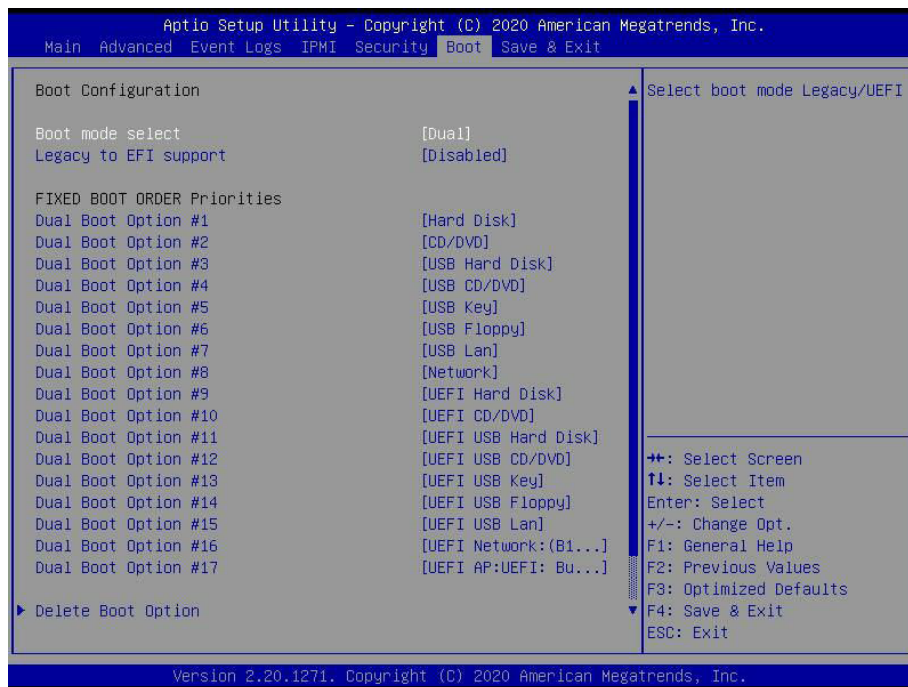 Aptio Setup Utility – Copyright (C) 2020 American Megatrends, Inc.
Main Advanced Event Logs IPMI Security Boot Save & Exit
Boot Configuration
Select boot mode Legacy/UEFI
Boot mode select [Dual]
Legacy to EFI support [Disabled]
FIXED BOOT ORDER Priorities
Dual Boot Option #1 [Hard Disk]
Dual Boot Option #2 [CD/DVD]
Dual Boot Option #3 [USB Hard Disk]
Dual Boot Option #4 [USB CD/DVD]
Dual Boot Option #5 [USB Key]
Dual Boot Option #6 [USB Floppy]
Dual Boot Option #7 [USB Lan]
Dual Boot Option #8 [Network]
Dual Boot Option #9 [UEFI Hard Disk]
Dual Boot Option #10 [UEFI CD/DVD]
Dual Boot Option #11 [UEFI USB Hard Disk]
Dual Boot Option #12 [UEFI USB CD/DVD]
Dual Boot Option #13 [UEFI USB Key]
Dual Boot Option #14 [UEFI USB Floppy]
Dual Boot Option #15 [UEFI USB Lan]
Dual Boot Option #16 [UEFI Network:(B1...]
Dual Boot Option #17 [UEFI AP:UEFI: Bu...]
Delete Boot Option
→←: Select Screen
↑↓: Select Item
Enter: Select
+/-: Change Opt.
F1: General Help
F2: Previous Values
F3: Optimized Defaults
F4: Save & Exit
ESC: Exit
Version 2.20.1271. Copyright (C) 2020 American Megatrends, Inc.